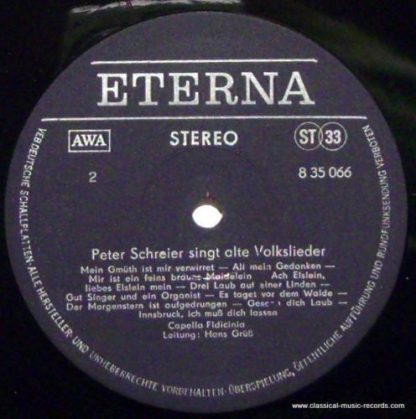 ETERNA
AWA
STEREO
ST 33
2
8 35 066
Peter Schreier singt alte Volkslieder
Mein Gmüth ist mir verwirret — All mein Gedanken —
Mir ist ein feins brauns Maidelein Ach Elslein,
liebes Elslein mein — Drei Laub auf einer Linden —
Gut Singer und ein Organist — Es taget vor dem Walde —
Der Morgenstern ist aufgedrungen — dich Laub —
Innsbruck, ich muß dich lassen
Capella Fidicinia
Leitung: Hans Grüß
VEB DEUTSCHE SCHALLPLATTEN·ALLE HERSTELLER- UND URHEBERRECHTE VORBEHALTEN·ÜBERSPIELUNG, ÖFFENTLICHE AUFFÜHRUNG UND RUNDFUNKSENDUNG VERBOTEN
www.classical-music-records.com